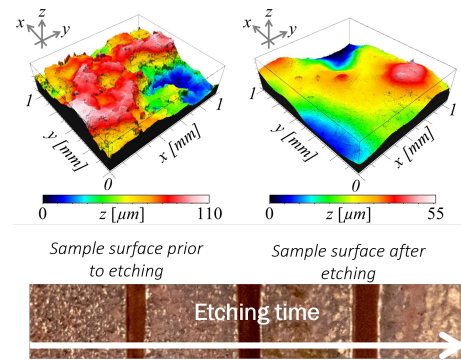 z
x
y
z
x
y
1
1
y [mm]
x [mm]
0
1
1
y [mm]
x [mm]
0
0
z [µm]
110
0
z [µm]
55
Sample surface prior
to etching
Sample surface after
etching
Etching time